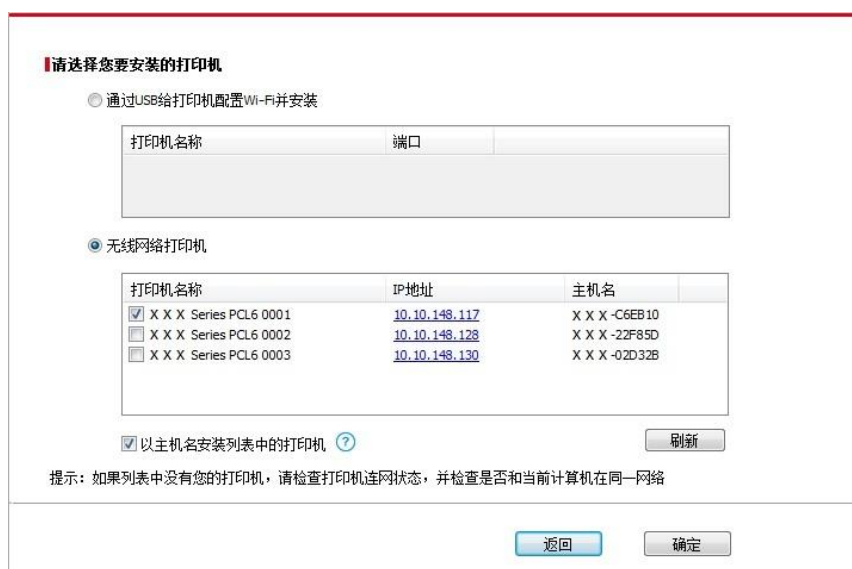 请选择您要安装的打印机
通过USB给打印机配置Wi-Fi并安装
打印机名称 端口
无线网络打印机
打印机名称 IP地址 主机名
X X X Series PCL6 0001 10.10.148.117 X X X -C6EB10
X X X Series PCL6 0002 10.10.148.128 X X X -22F85D
X X X Series PCL6 0003 10.10.148.130 X X X -02D32B
以主机名安装列表中的打印机 ? 刷新
提示：如果列表中没有您的打印机，请检查打印机连网状态，并检查是否和当前计算机在同一网络
返回 确定